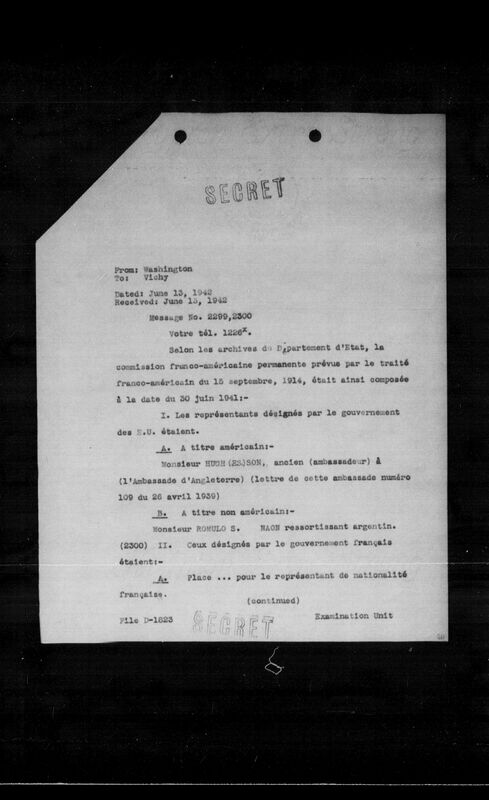 SECRET
From: Washington
To: Vichy
Dated: June 13, 1942
Received: June 13, 1942
Message No. 2299,2300
Votre tél. 1226x.
Selon les archives du Département d'Etat, la
commission franco-américaine permanente prévue par le traité
franco-américain du 15 septembre, 1914, était ainsi composée
à la date du 30 juin 1941:-
I. Les représentants désignés par le gouvernement
des E.U. étaient.
A. A titre américain:-
Monsieur HUGH (ES)SON, ancien (ambassadeur) à
(l'Ambassade d'Angleterre) (lettre de cette ambassade numéro
109 du 26 avril 1939)
B. A titre non américain:-
Monsieur ROMULO S. NAON ressortissant argentin.
(2300) II. Ceux désignés par le gouvernement français
étaient:-
A. Place ... pour le représentant de nationalité
française.
(continued)
File D-1823 Examination Unit
SECRET